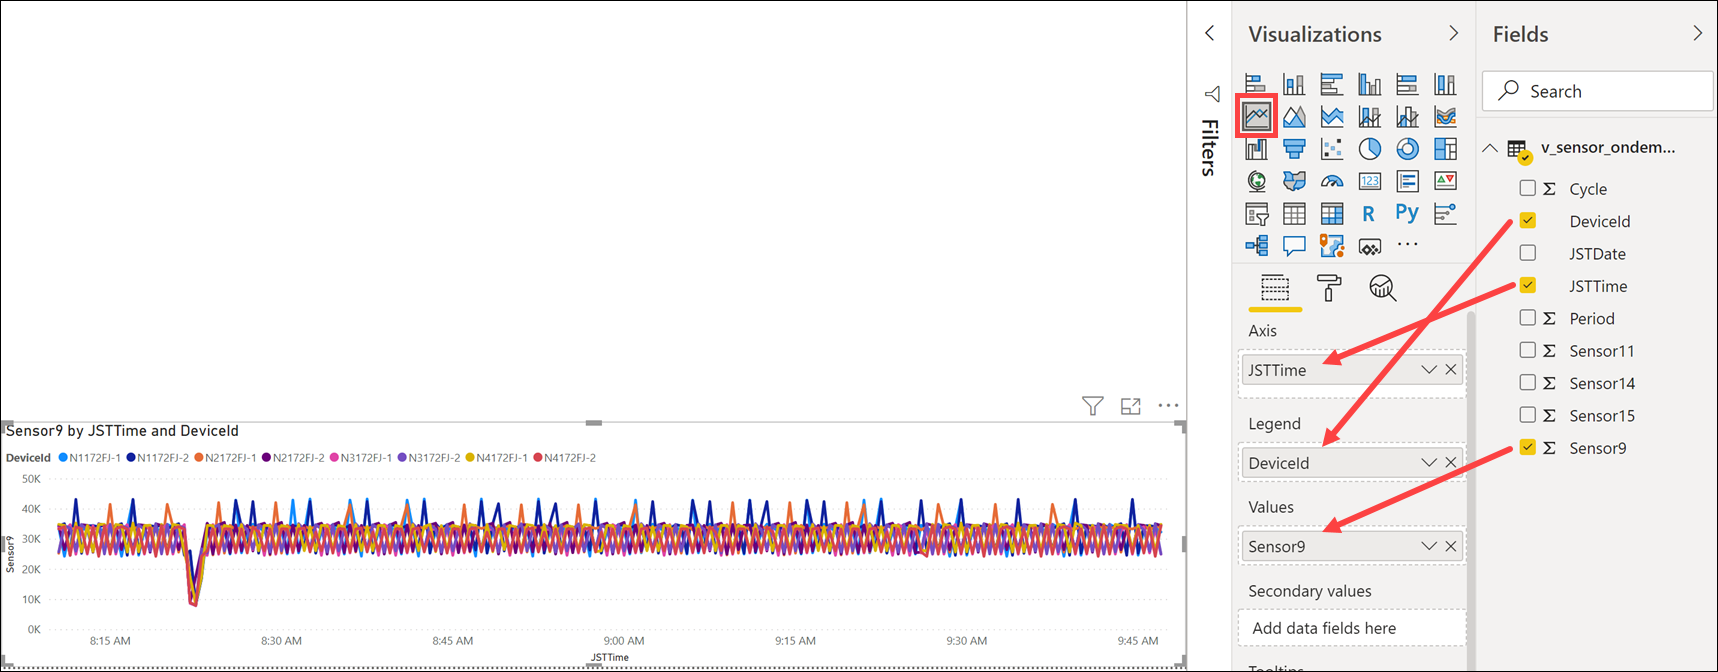 Sensor9 by JSTTime and DeviceId
DeviceId N1172FJ-1 N1172FJ-2 N2172FJ-1 N2172FJ-2 N3172FJ-1 N3172FJ-2 N4172FJ-1 N4172FJ-2
50K
40K
30K
20K
10K
0K
Sensor9
8:15 AM 8:30 AM 8:45 AM 9:00 AM 9:15 AM 9:30 AM 9:45 AM
JSTTime
Filters
Visualizations
123
R Py
Axis
JSTTime
Legend
DeviceId
Values
Sensor9
Secondary values
Add data fields here
Tooltips
Fields
Search
v_sensor_ondem...
Σ Cycle
DeviceId
JSTDate
JSTTime
Σ Period
Σ Sensor11
Σ Sensor14
Σ Sensor15
Σ Sensor9